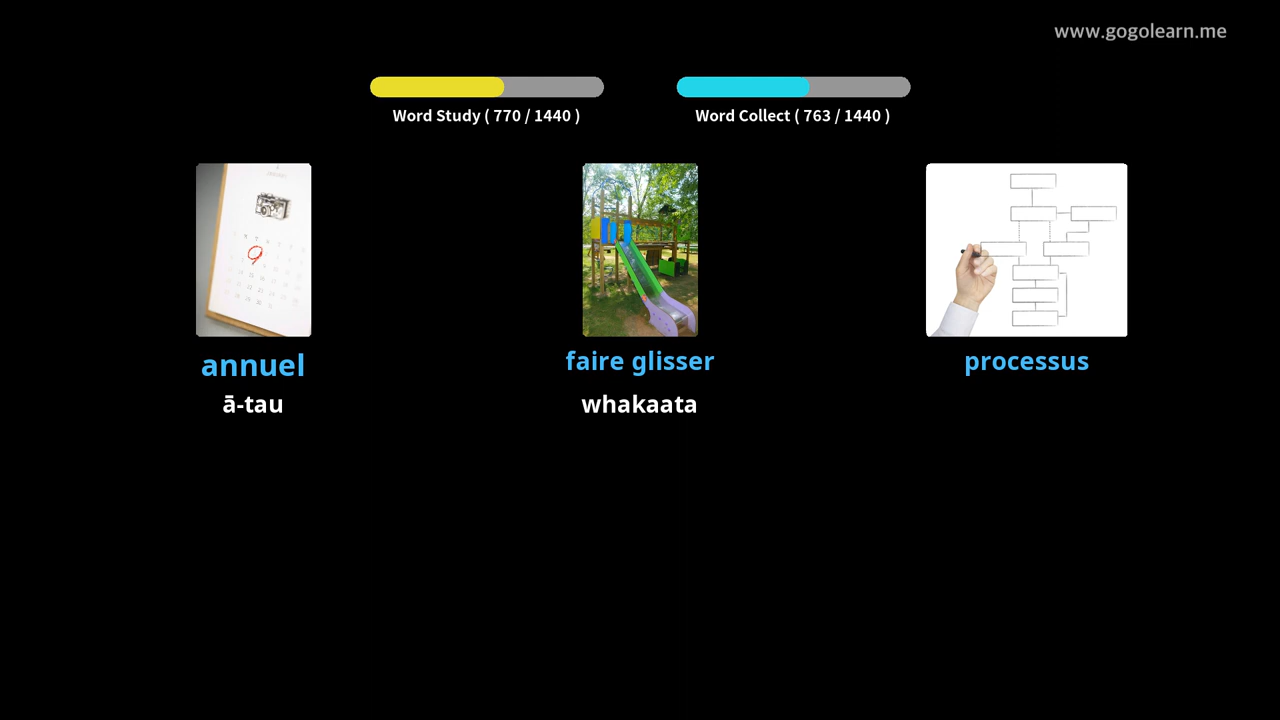 www.gogolearn.me
Word Study ( 770 / 1440 )
Word Collect ( 763 / 1440 )
annuel
faire glisser
processus
ā-tau
whakaata